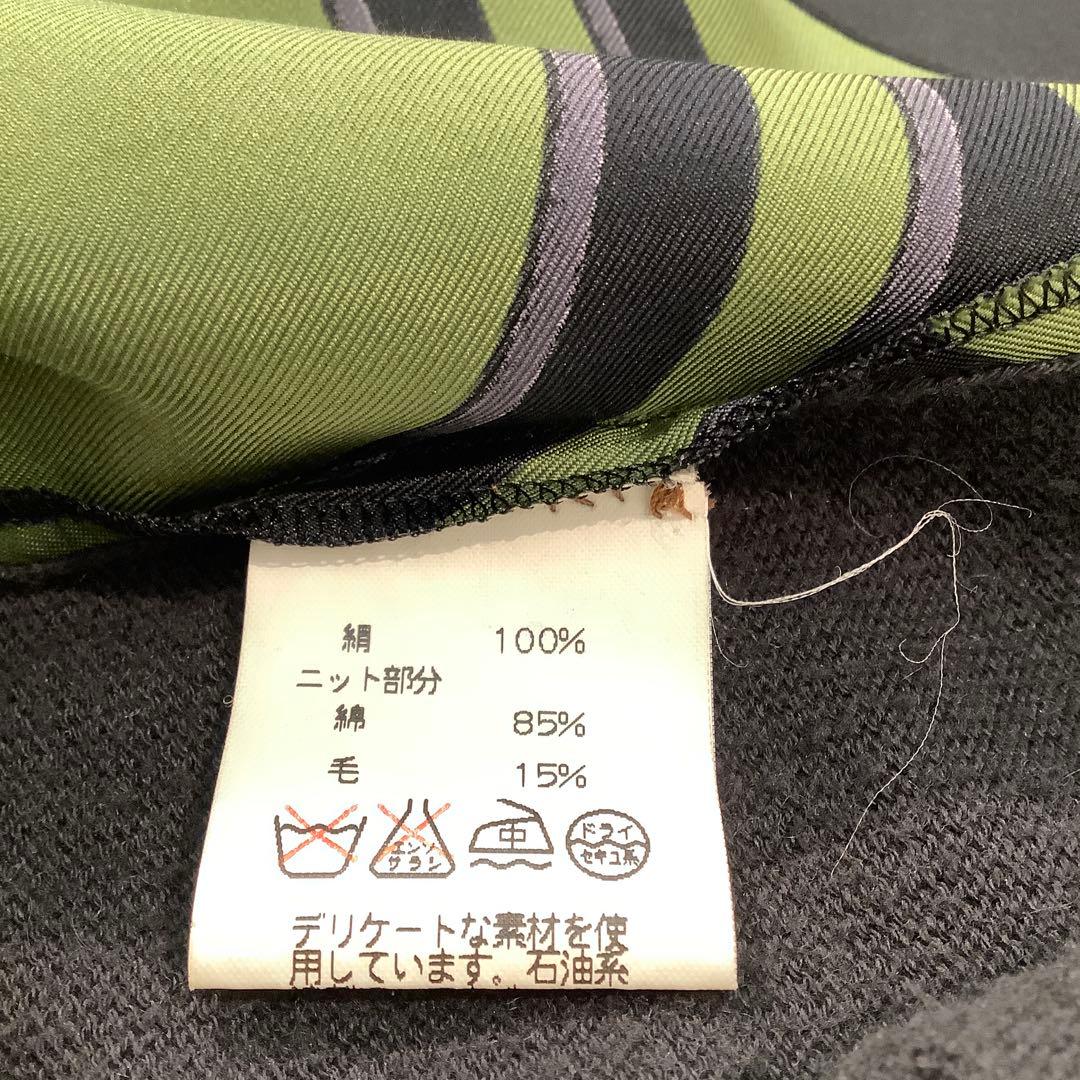 絹 100%
ニット部分
綿 85%
毛 15%
エンソ
サラシ
中
ドライ
セキユ系
デリケートな素材を使
用しています。石油系